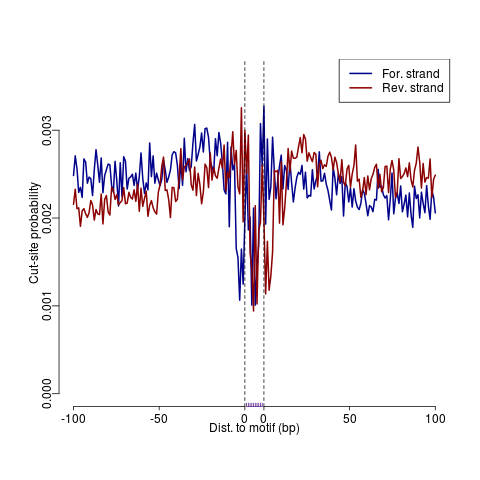 For. strand
Rev. strand
Cut-site probability
0.003
0.002
0.001
0.000
-100 -50 0 0 50 100
Dist. to motif (bp)